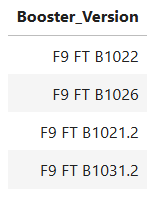 Booster_Version
F9 FT B1022
F9 FT B1026
F9 FT B1021.2
F9 FT B1031.2